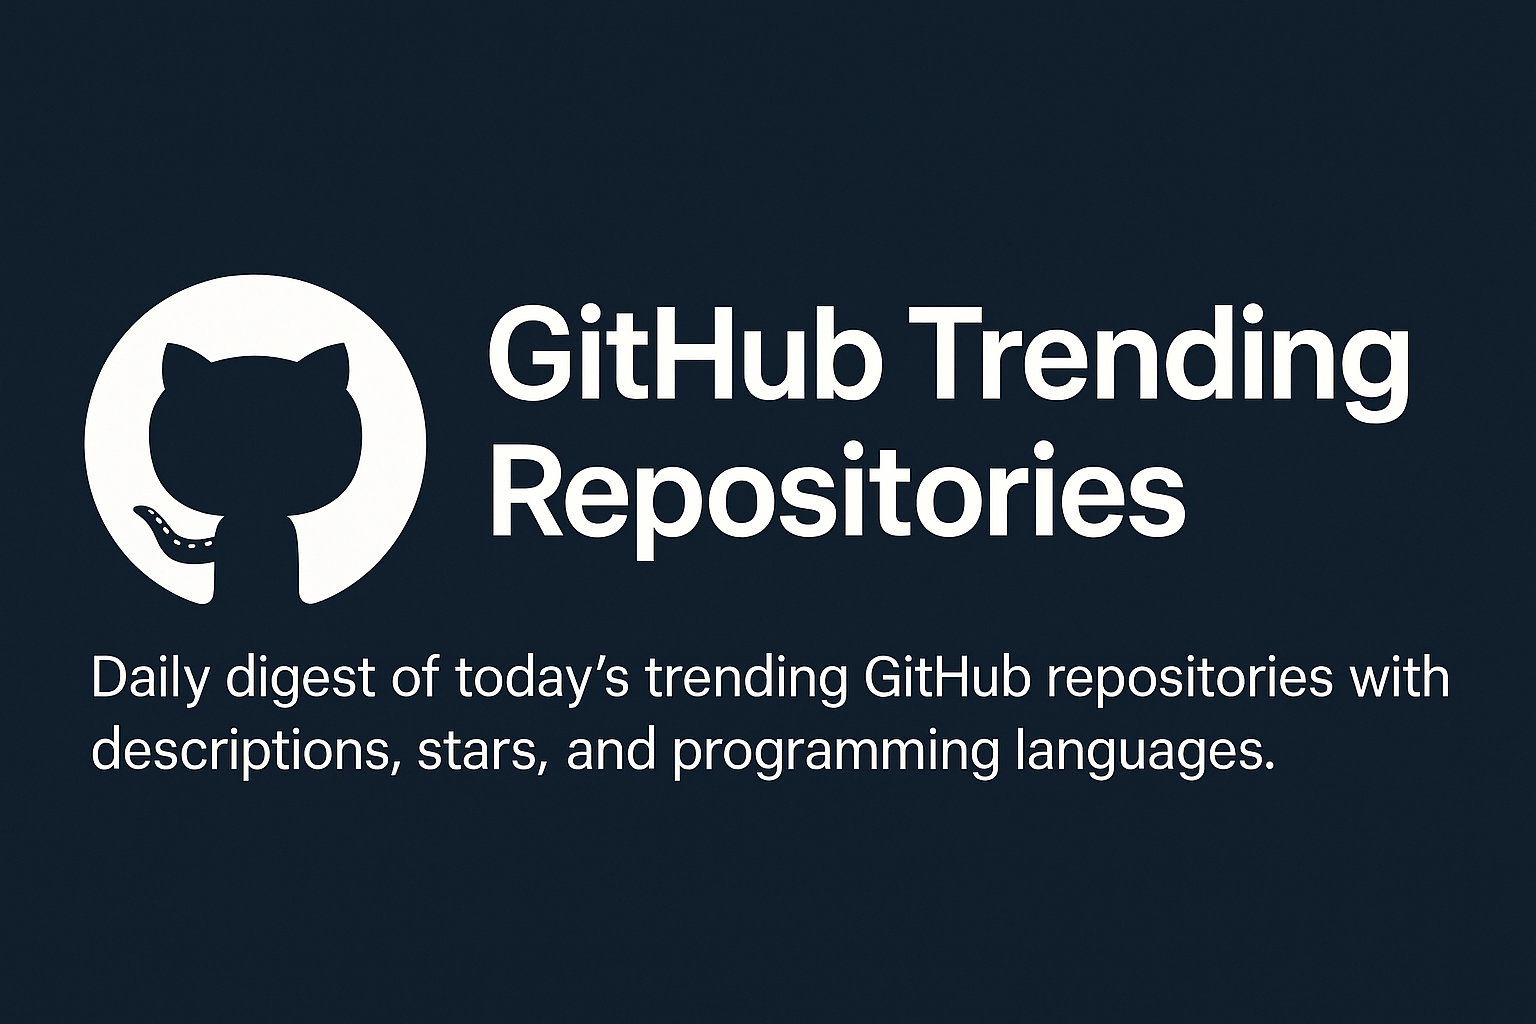 GitHub Trending
Repositories
Daily digest of today’s trending GitHub repositories with
descriptions, stars, and programming languages.